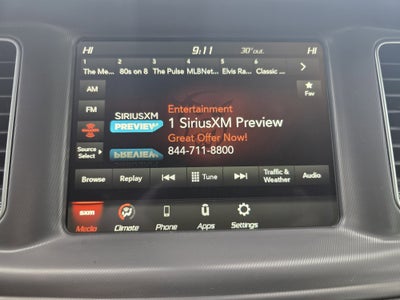 HI 9:11 30° out. HI
1 2 3 4 5 6
The Me... 80s on 8 The Pulse MLBNet... Elvis Ra... Classic ...
AM
Fav
FM
SIRIUSXM
PREVIEW
Entertainment
1 SiriusXM Preview
Great Offer Now!
844-711-8800
Source
Select
Browse Replay Tune Traffic &
Weather Audio
sxm
Media Climate Phone Apps Settings